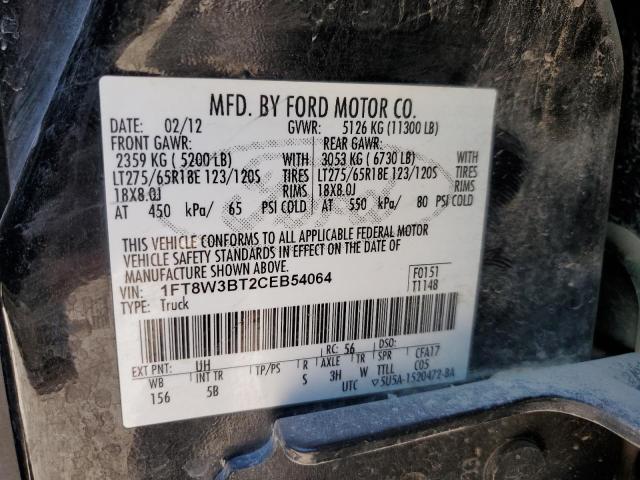 MFD. BY FORD MOTOR CO.
DATE: 02/12 GVWR: 5126 KG (11300 LB)
FRONT GAWR: REAR GAWR:
2359 KG ( 5200 LB) WITH 3053 KG ( 6730 LB) WITH
LT275/65R18E 123/120S TIRES LT275/65R18E 123/120S TIRES
18X8.0J RIMS 18X8.0J RIMS
AT 450 kPa/ 65 PSI COLD AT 550 kPa/ 80 PSI COLD
THIS VEHICLE CONFORMS TO ALL APPLICABLE FEDERAL MOTOR
VEHICLE SAFETY STANDARDS IN EFFECT ON THE DATE OF
MANUFACTURE SHOWN ABOVE.
VIN: 1FT8W3BT2CEB54064 F0151
TYPE: Truck T1148
EXT PNT: UH RC: 56 DSO:
WB INT TR TP/PS R AXLE TR SPR CFA17
156 5B S 3H W TTLL C05
UTC 5U5A-1520472-BA